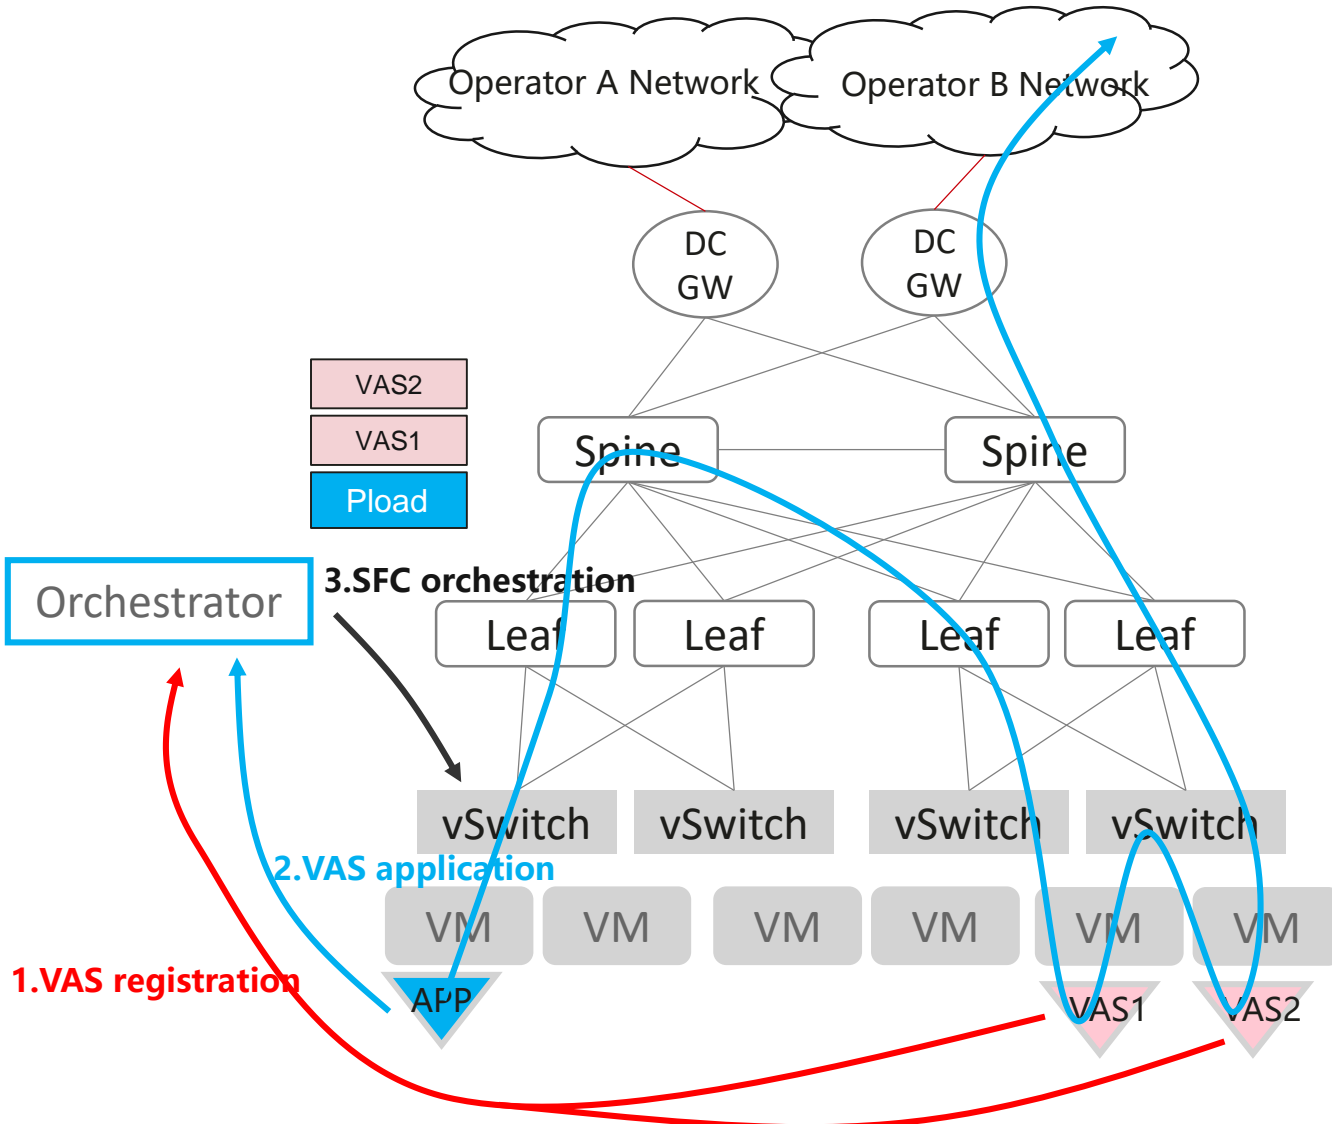 Operator A Network
Operator B Network
DC
GW
DC
GW
VAS2
VAS1
Pload
Spine
Spine
Orchestrator
3.SFC orchestration
Leaf
Leaf
Leaf
Leaf
vSwitch
vSwitch
vSwitch
vSwitch
2.VAS application
VM
VM
VM
VM
VM
VM
1.VAS registration
APP
VAS1
VAS2